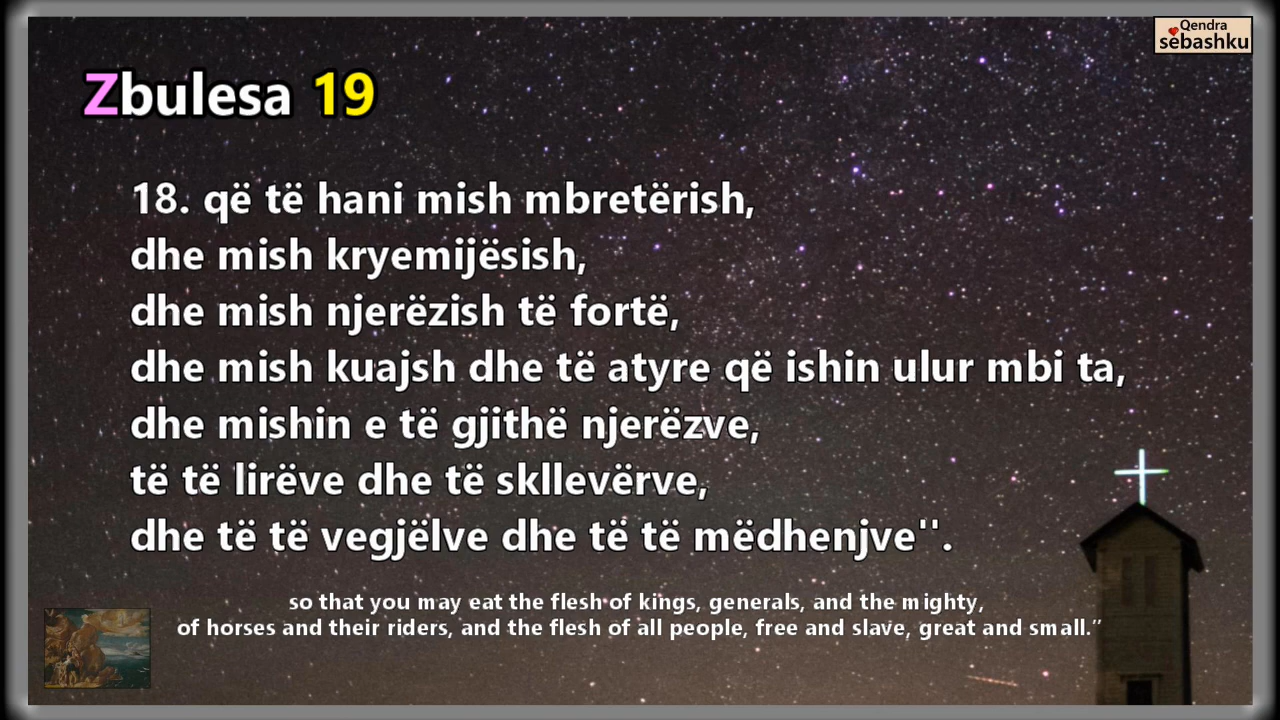 Qendra
sebashku
Zbulesa 19
18. që të hani mish mbretërish,
dhe mish kryemijësish,
dhe mish njerëzish të fortë,
dhe mish kuajsh dhe të atyre që ishin ulur mbi ta,
dhe mishin e të gjithë njerëzve,
të të lirëve dhe të skllevërve,
dhe të të vegjëlve dhe të të mëdhenjve''.
so that you may eat the flesh of kings, generals, and the mighty,
of horses and their riders, and the flesh of all people, free and slave, great and small.”